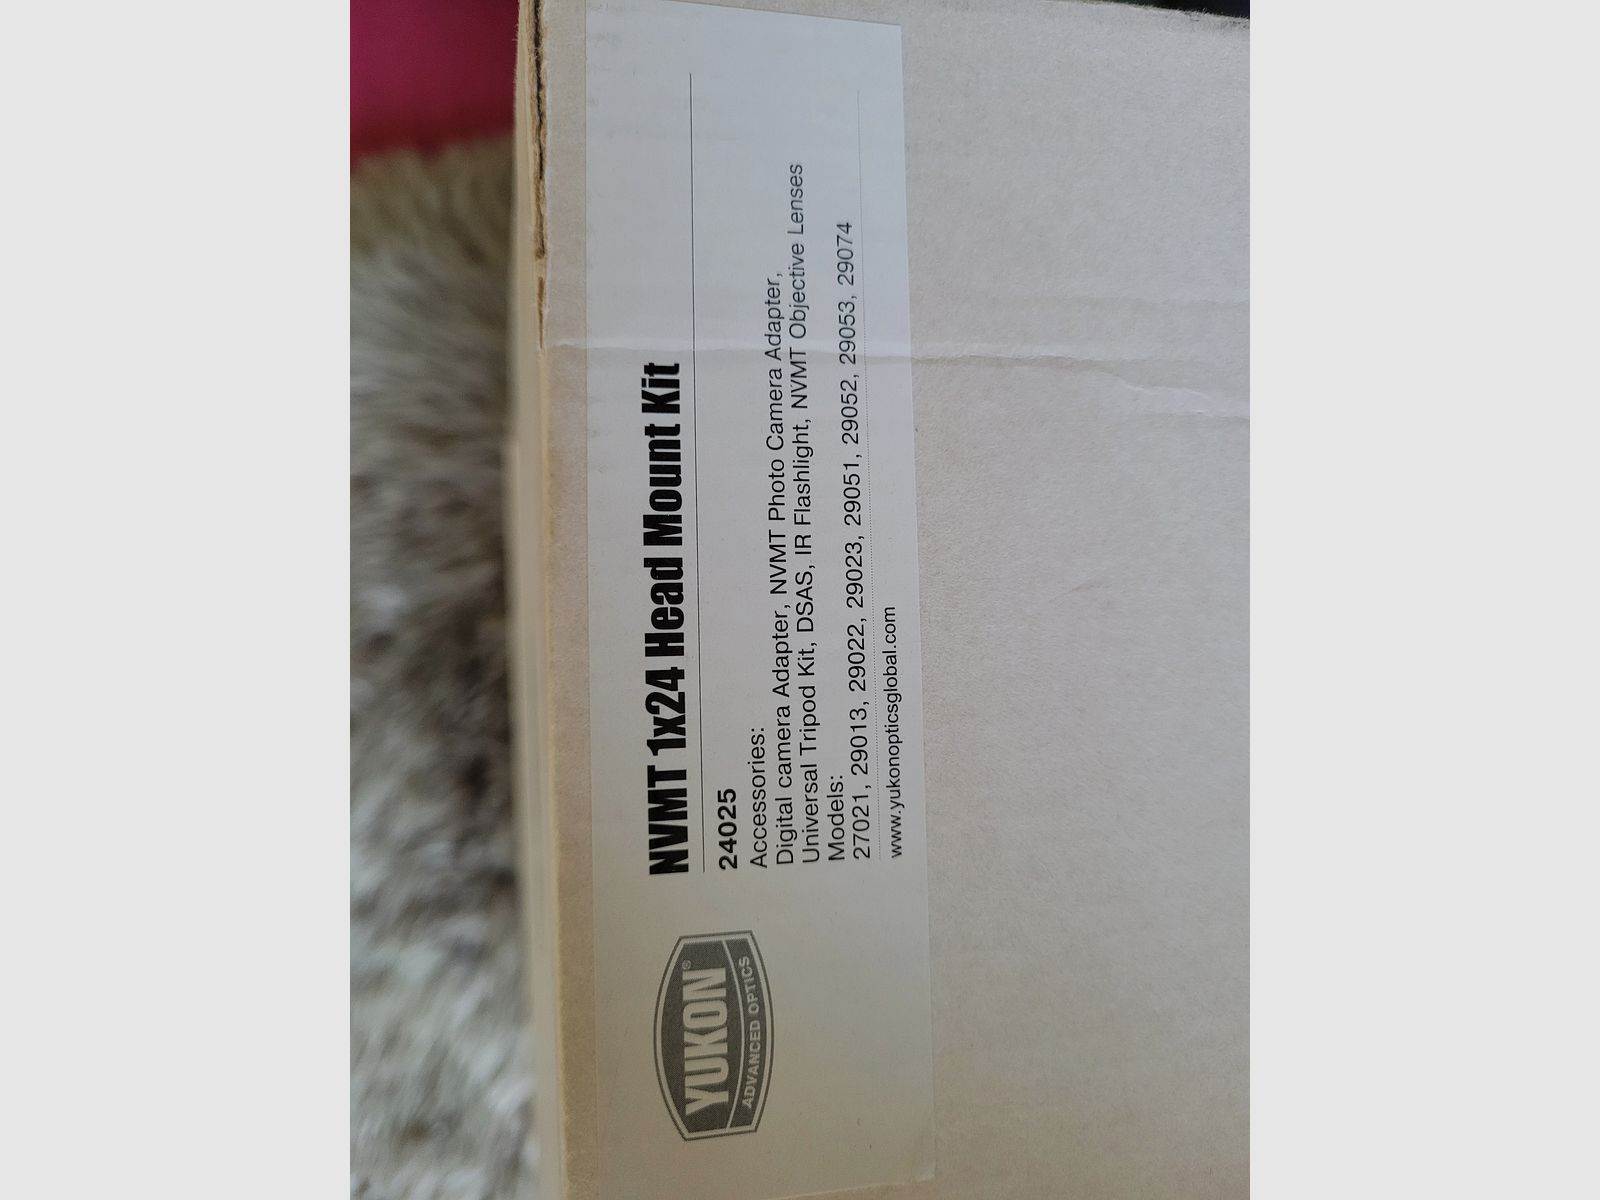 YUKON®
ADVANCED OPTICS
NVMT 1x24 Head Mount Kit
24025
Accessories:
Digital camera Adapter, NVMT Photo Camera Adapter,
Universal Tripod Kit, DSAS, IR Flashlight, NVMT Objective Lenses
Models:
27021, 29013, 29022, 29023, 29051, 29052, 29053, 29074
www.yukonopticsglobal.com